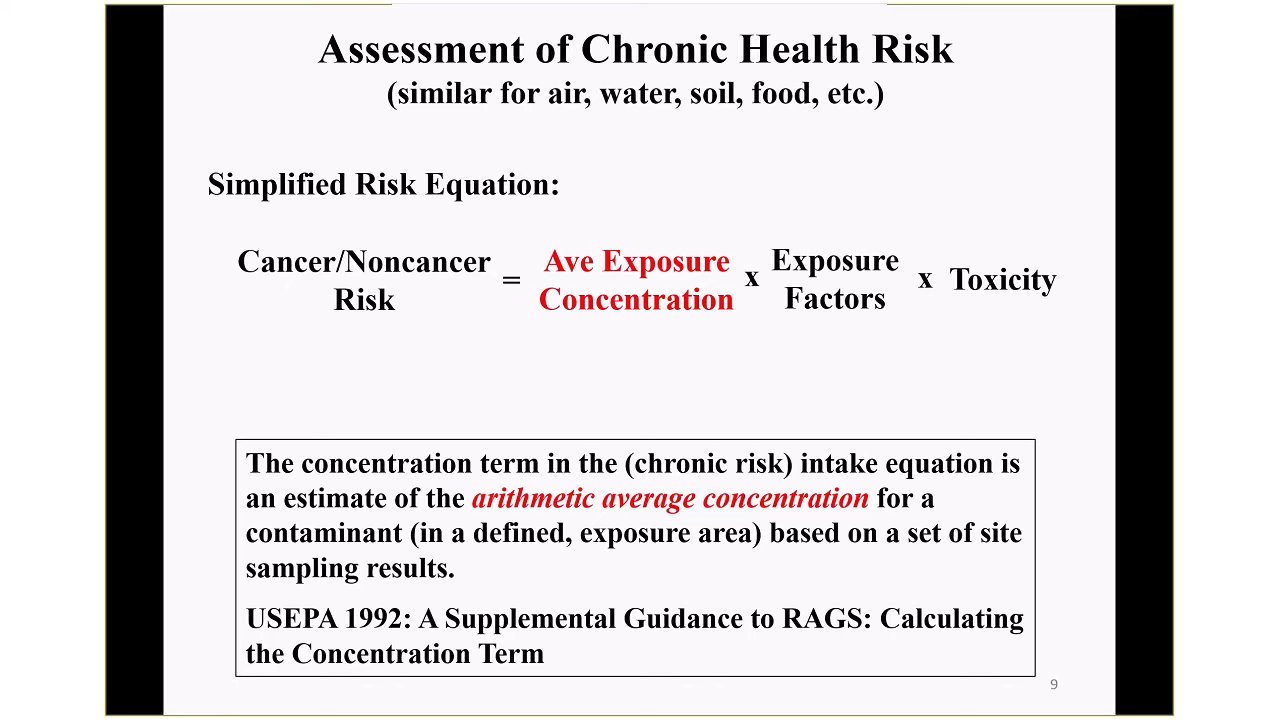 Assessment of Chronic Health Risk
(similar for air, water, soil, food, etc.)
Simplified Risk Equation:
Cancer/Noncancer Risk = Ave Exposure Concentration x Exposure Factors x Toxicity
The concentration term in the (chronic risk) intake equation is
an estimate of the arithmetic average concentration for a
contaminant (in a defined, exposure area) based on a set of site
sampling results.
USEPA 1992: A Supplemental Guidance to RAGS: Calculating
the Concentration Term
9